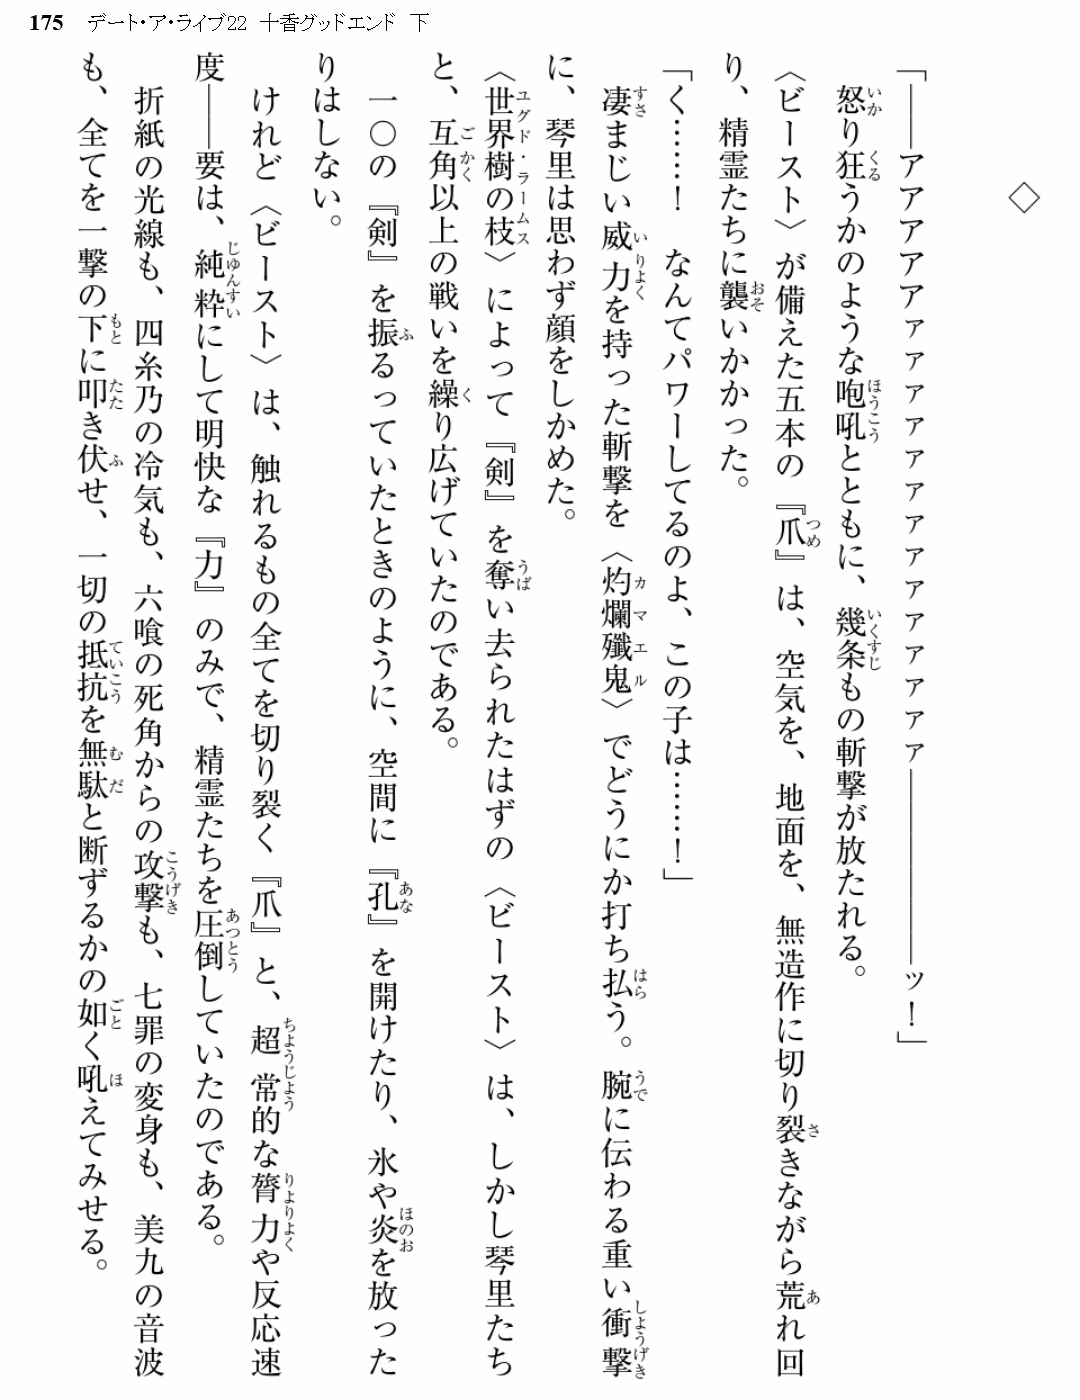 175 デート・ア・ライブ22 十香グッドエンド 下
◇
「――アアアアアァァァァァァァァァァァァァァ――――――ッ！」
怒り狂うかのような咆吼とともに、幾条もの斬撃が放たれる。
〈ビースト〉が備えた五本の『爪』は、空気を、地面を、無造作に切り裂きながら荒れ回
り、精霊たちに襲いかかった。
「く……！　なんてパワーしてるのよ、この子は……！」
凄まじい威力を持った斬撃を〈灼爛殲鬼〉でどうにか打ち払う。腕に伝わる重い衝撃
に、琴里は思わず顔をしかめた。
〈世界樹の枝〉によって『剣』を奪い去られたはずの〈ビースト〉は、しかし琴里たち
と、互角以上の戦いを繰り広げていたのである。
一〇の『剣』を振るっていたときのように、空間に『孔』を開けたり、氷や炎を放った
りはしない。
けれど〈ビースト〉は、触れるもの全てを切り裂く『爪』と、超常的な膂力や反応速
度――要は、純粋にして明快な『力』のみで、精霊たちを圧倒していたのである。
折紙の光線も、四糸乃の冷気も、六喰の死角からの攻撃も、七罪の変身も、美九の音波
も、全てを一撃の下に叩き伏せ、一切の抵抗を無駄と断ずるかの如く吼えてみせる。